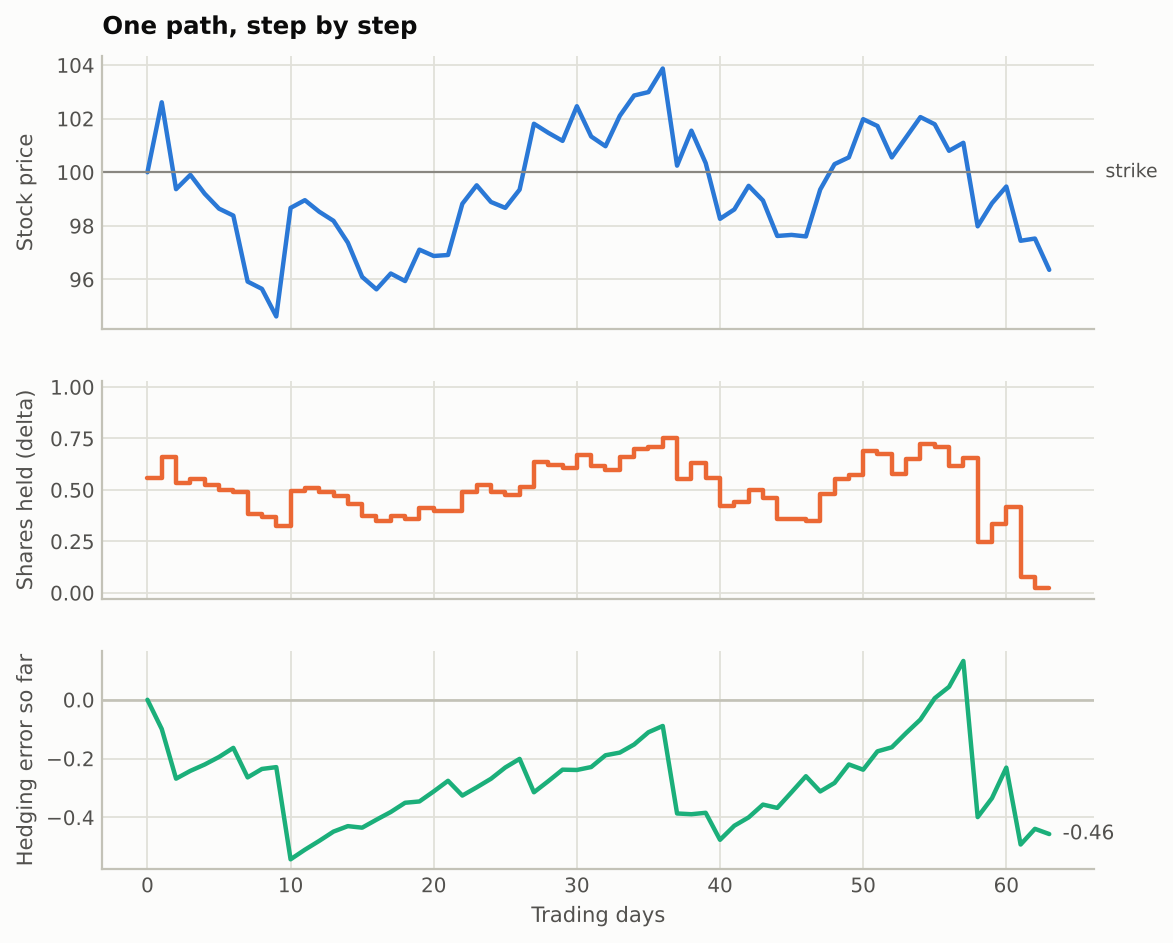 One path, step by step
Stock price
104
102
100
98
96
strike
Shares held (delta)
1.00
0.75
0.50
0.25
0.00
Hedging error so far
0.0
−0.2
−0.4
-0.46
0 10 20 30 40 50 60
Trading days